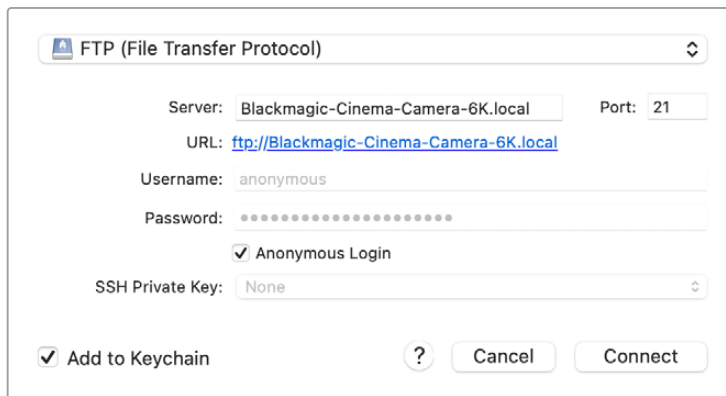 FTP (File Transfer Protocol)
Server: Blackmagic-Cinema-Camera-6K.local Port: 21
URL: ftp://Blackmagic-Cinema-Camera-6K.local
Username: anonymous
Password: •••••••••••••••••••••
Anonymous Login
SSH Private Key: None
Add to Keychain ? Cancel Connect